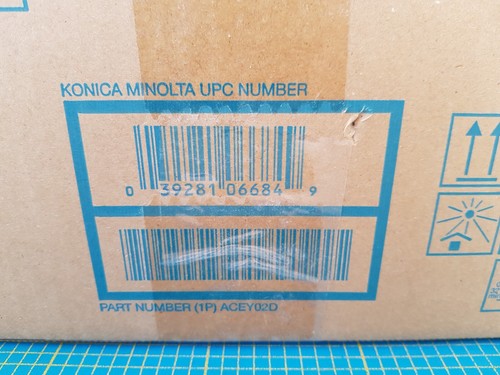 KONICA MINOLTA UPC NUMBER
0 39281 06684 9
PART NUMBER (1P) ACEY02D